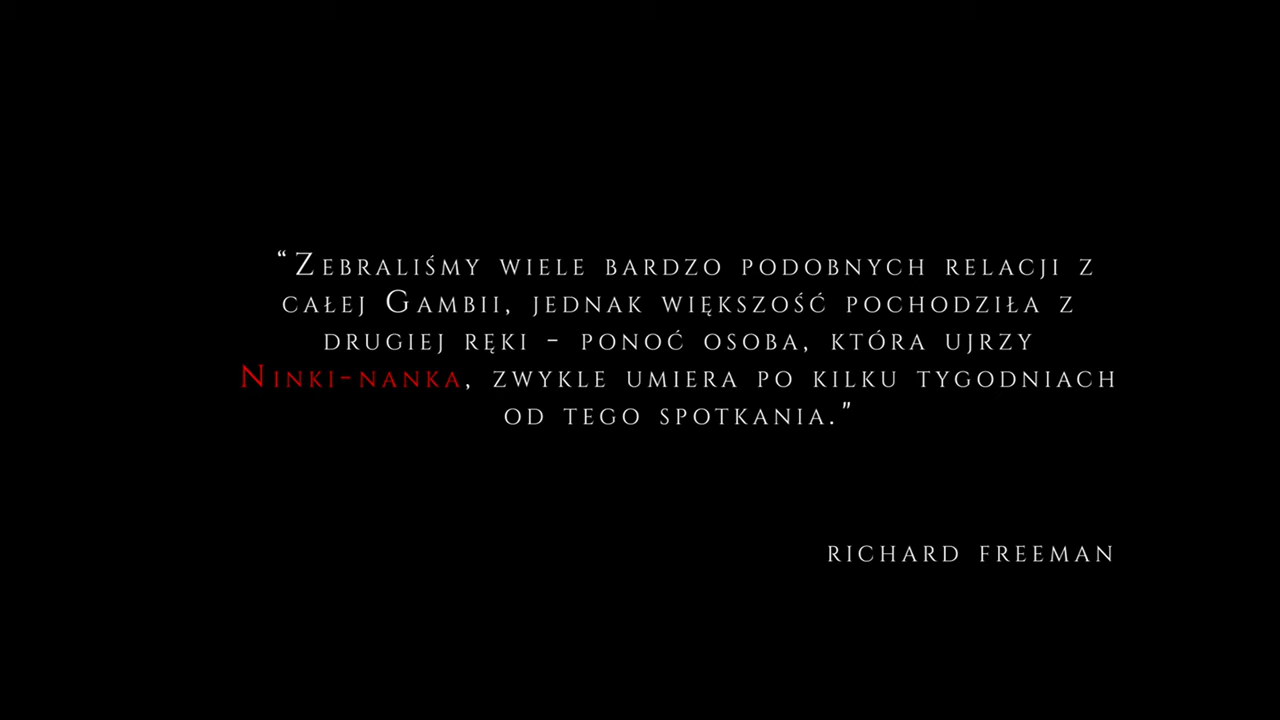 “Zebraliśmy wiele bardzo podobnych relacji z
całej Gambii, jednak większość pochodziła z
drugiej ręki - ponoć osoba, która ujrzy
Ninki-nanka, zwykle umiera po kilku tygodniach
od tego spotkania."
Richard Freeman